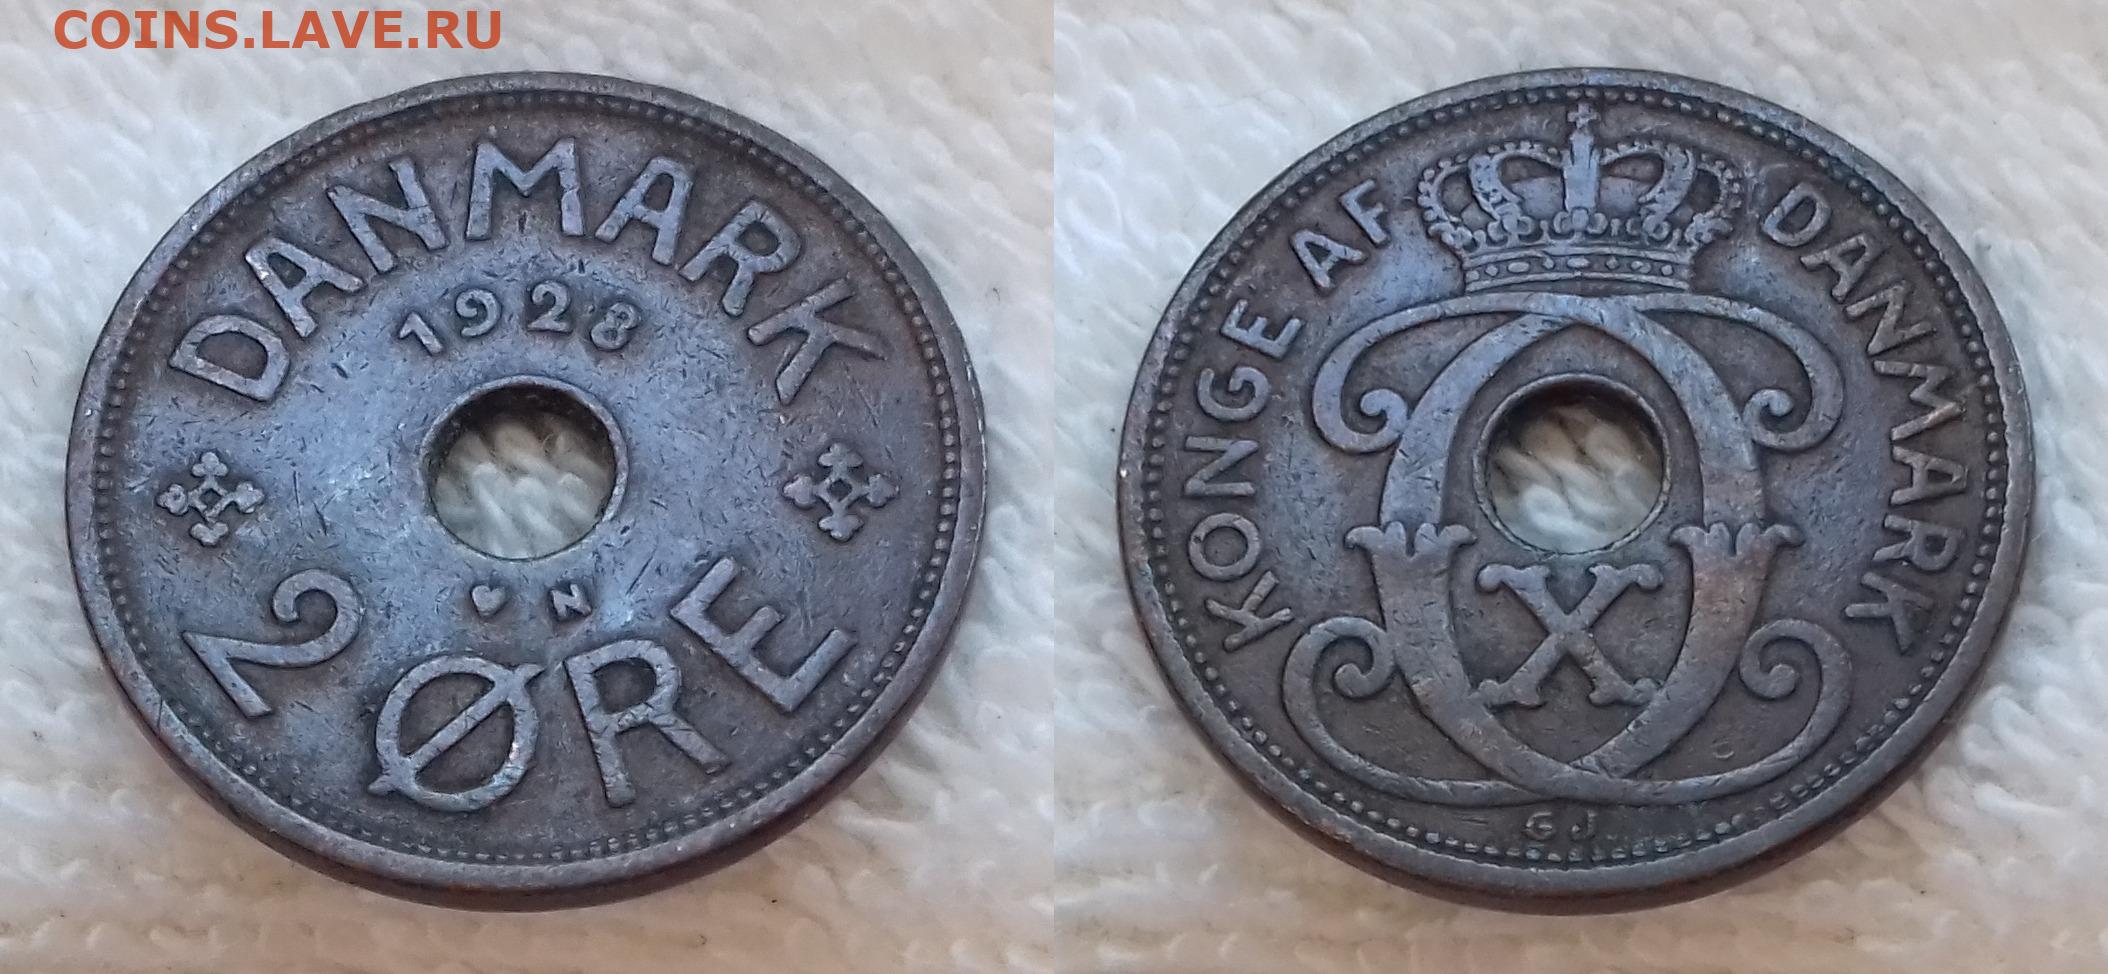 COINS.LAVE.RU
DANMARK
1928
♥ N
2 ØRE
KONGE AF DANMARK
X
GJ